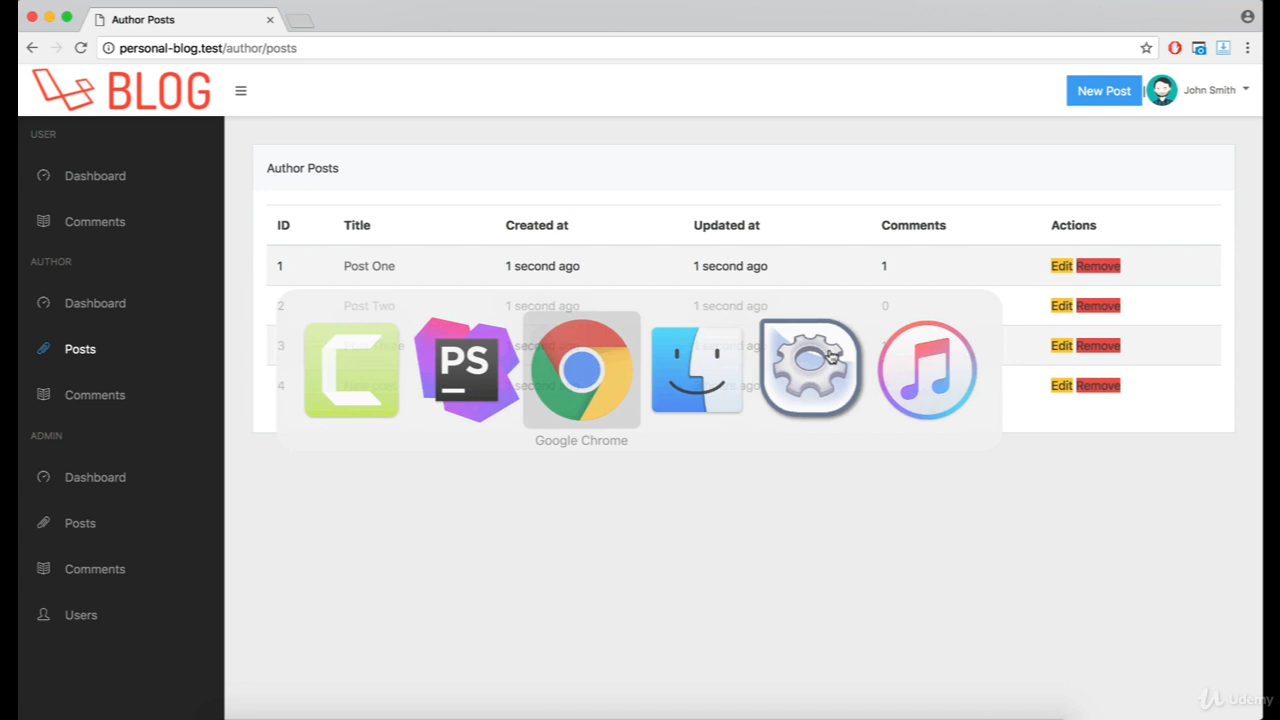 Author Posts
personal-blog.test/author/posts
BLOG
New Post
John Smith
USER
Dashboard
Comments
AUTHOR
Dashboard
Posts
Comments
ADMIN
Dashboard
Posts
Comments
Users
Author Posts
ID Title Created at Updated at Comments Actions
1 Post One 1 second ago 1 second ago 1 Edit Remove
2 Post Two 1 second ago 1 second ago 0 Edit Remove
3 Edit Remove
4 Edit Remove
PS
Google Chrome
Udemy